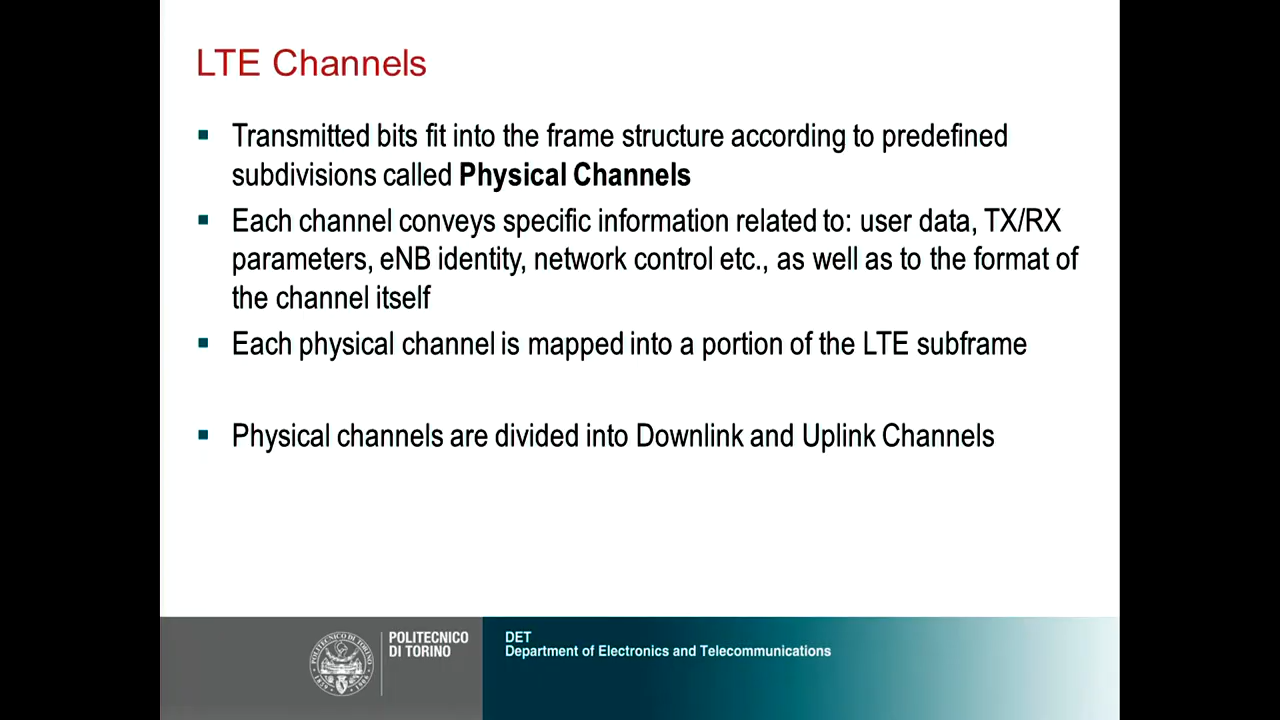 LTE Channels
Transmitted bits fit into the frame structure according to predefined
subdivisions called Physical Channels
Each channel conveys specific information related to: user data, TX/RX
parameters, eNB identity, network control etc., as well as to the format of
the channel itself
Each physical channel is mapped into a portion of the LTE subframe
Physical channels are divided into Downlink and Uplink Channels
POLITECNICO
DI TORINO
DET
Department of Electronics and Telecommunications